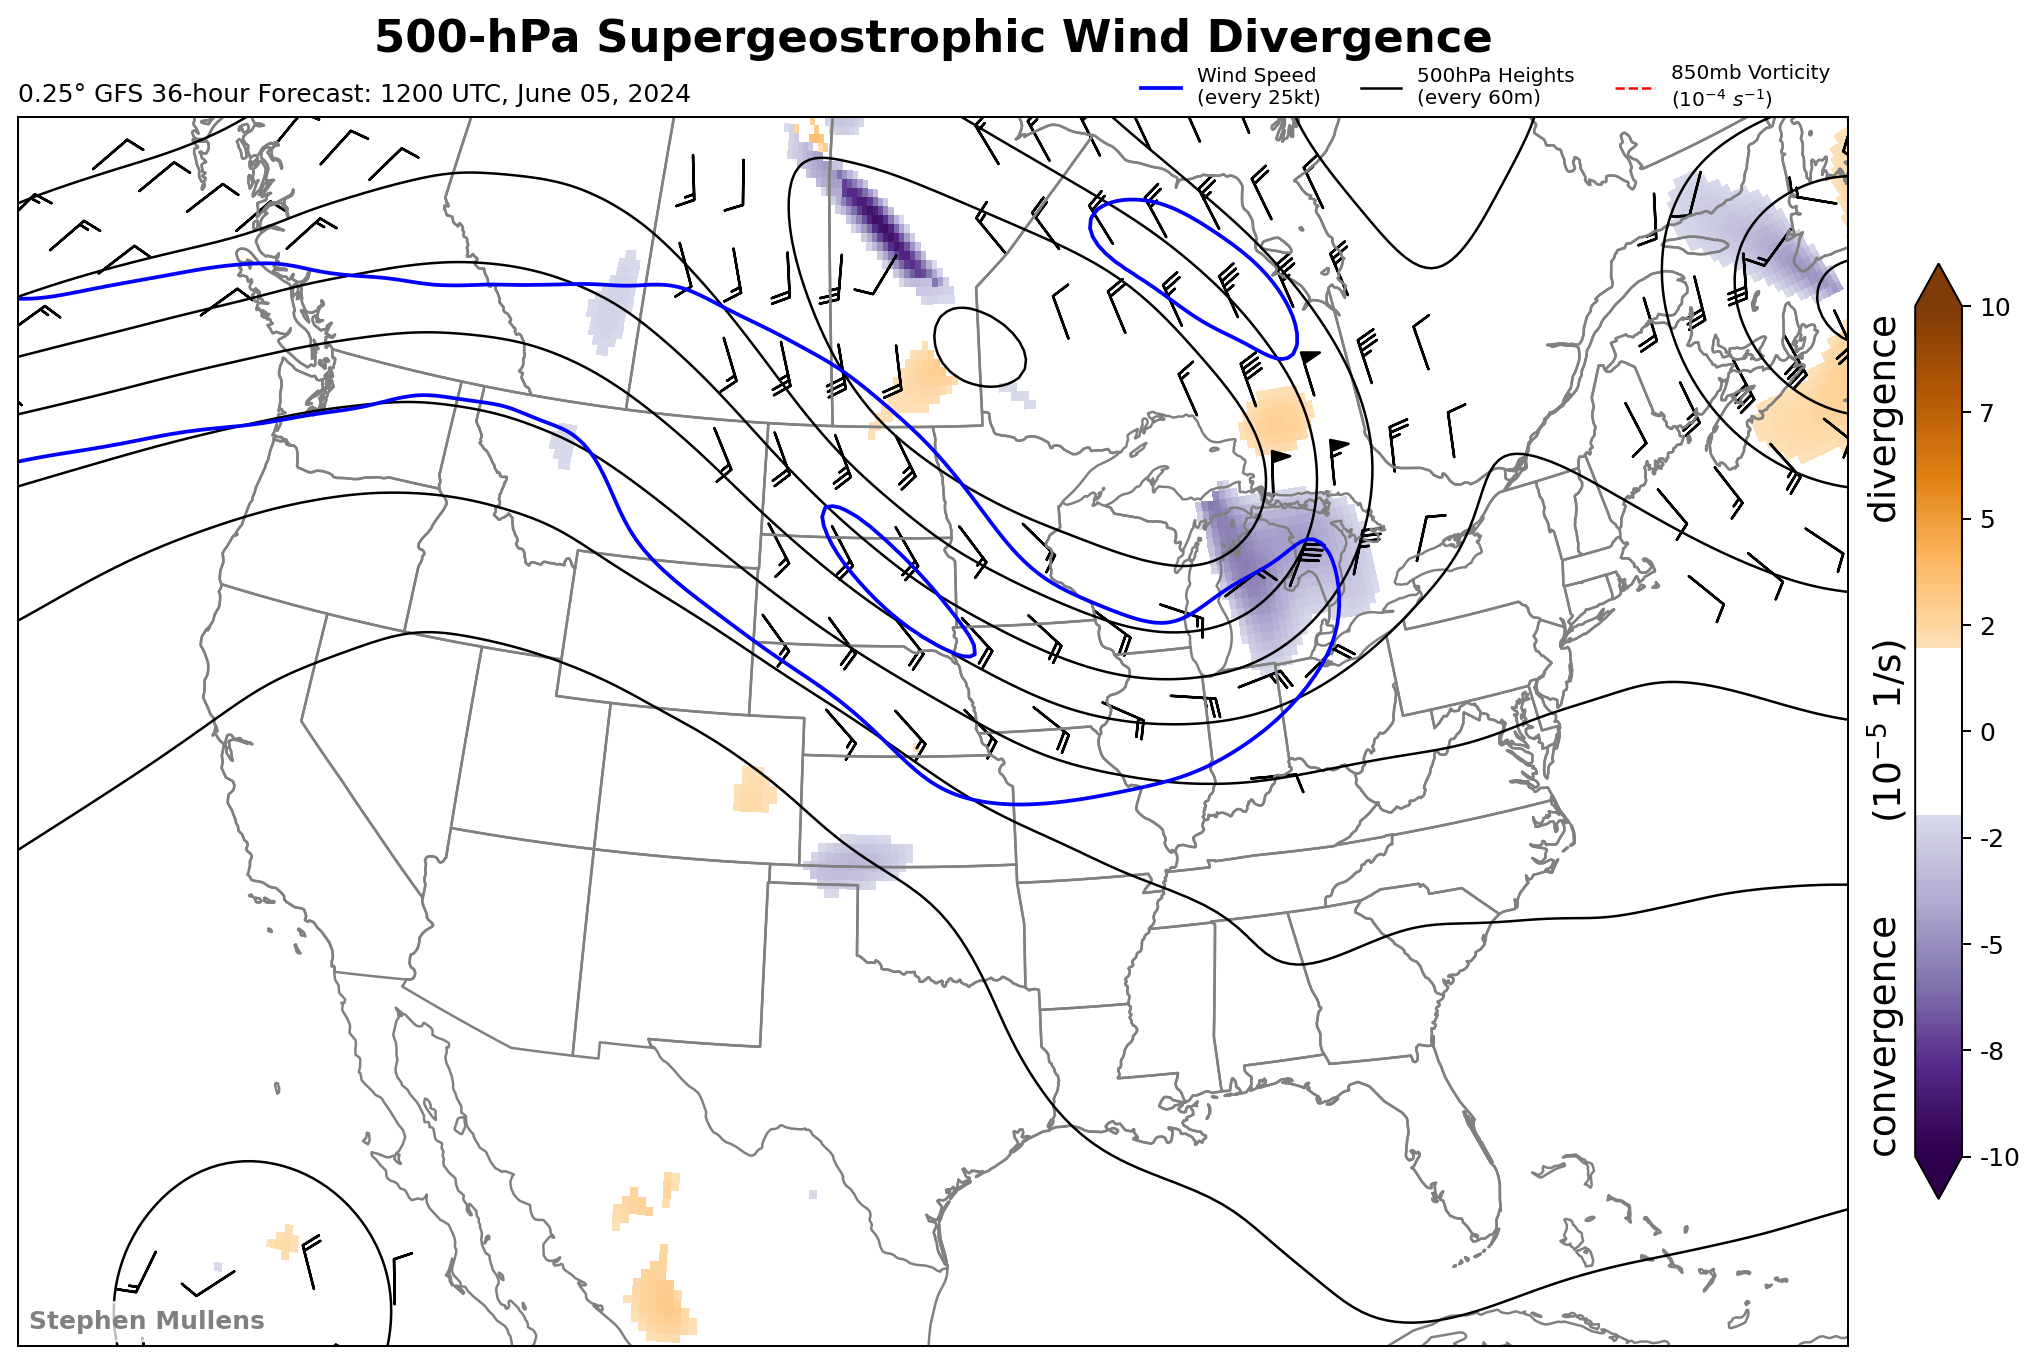 500-hPa Supergeostrophic Wind Divergence
0.25° GFS 36-hour Forecast: 1200 UTC, June 05, 2024
Wind Speed
(every 25kt)
500hPa Heights
(every 60m)
850mb Vorticity
(10⁻⁴ s⁻¹)
10
7
5
2
0
-2
-5
-8
-10
convergence (10⁻⁵ 1/s) divergence
Stephen Mullens